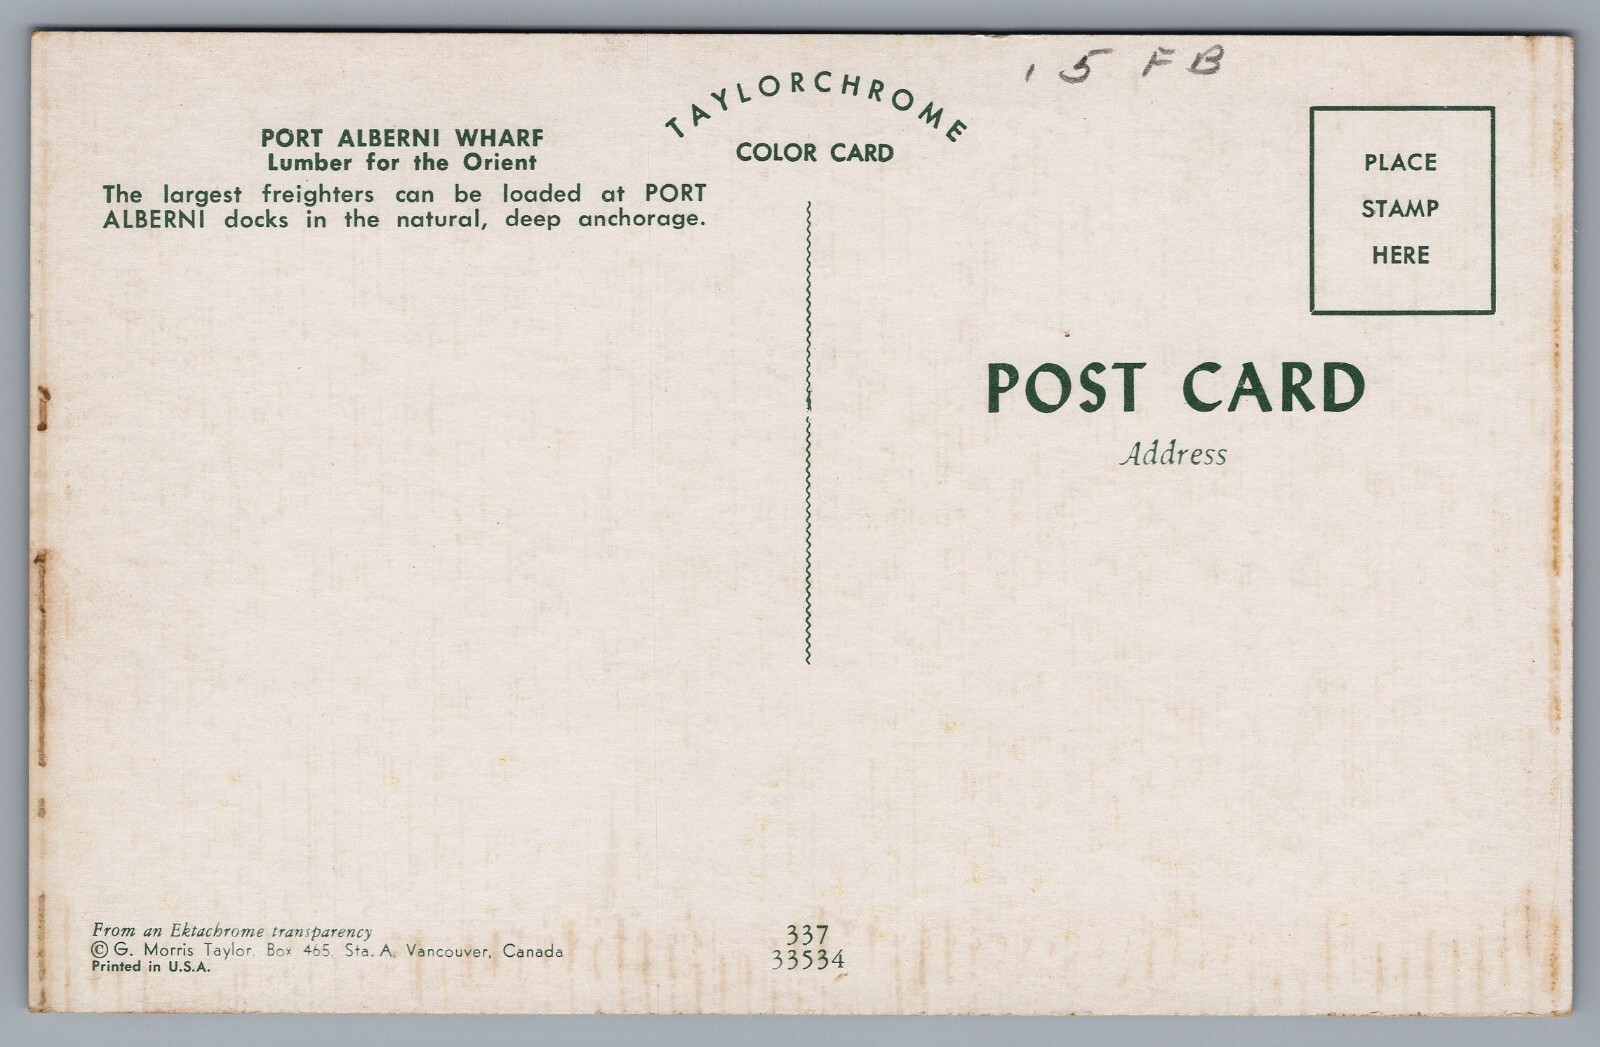 . 5 F B
TAYLORCHROME
COLOR CARD
PORT ALBERNI WHARF
Lumber for the Orient
The largest freighters can be loaded at PORT
ALBERNI docks in the natural, deep anchorage.
PLACE
STAMP
HERE
POST CARD
Address
From an Ektachrome transparency
© G. Morris Taylor, Box 465, Sta. A, Vancouver, Canada
Printed in U.S.A.
337
33534